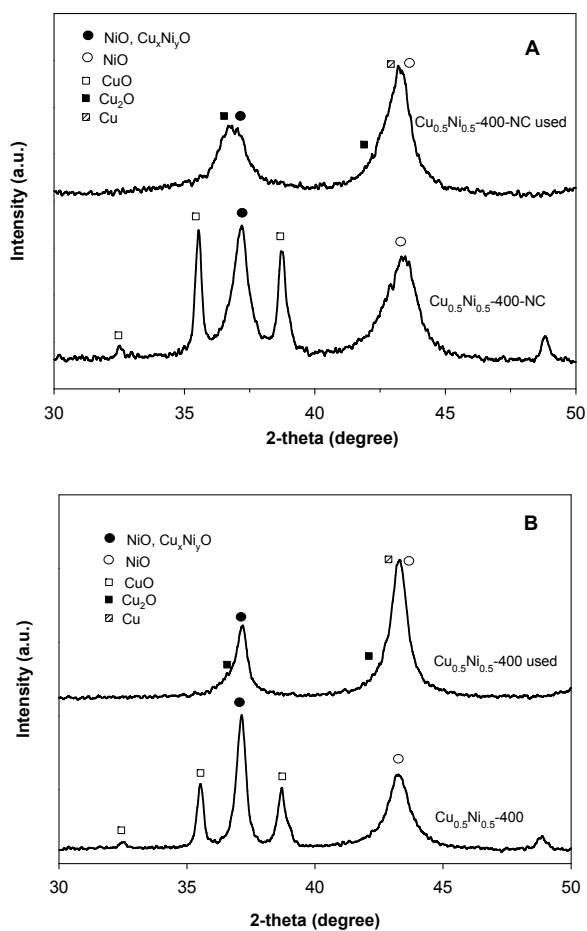 A
NiO, CuxNiyO
NiO
CuO
Cu2O
Cu
Cu0.5Ni0.5-400-NC used
Cu0.5Ni0.5-400-NC
Intensity (a.u.)
30 35 40 45 50
2-theta (degree)
B
NiO, CuxNiyO
NiO
CuO
Cu2O
Cu
Cu0.5Ni0.5-400 used
Cu0.5Ni0.5-400
Intensity (a.u.)
30 35 40 45 50
2-theta (degree)